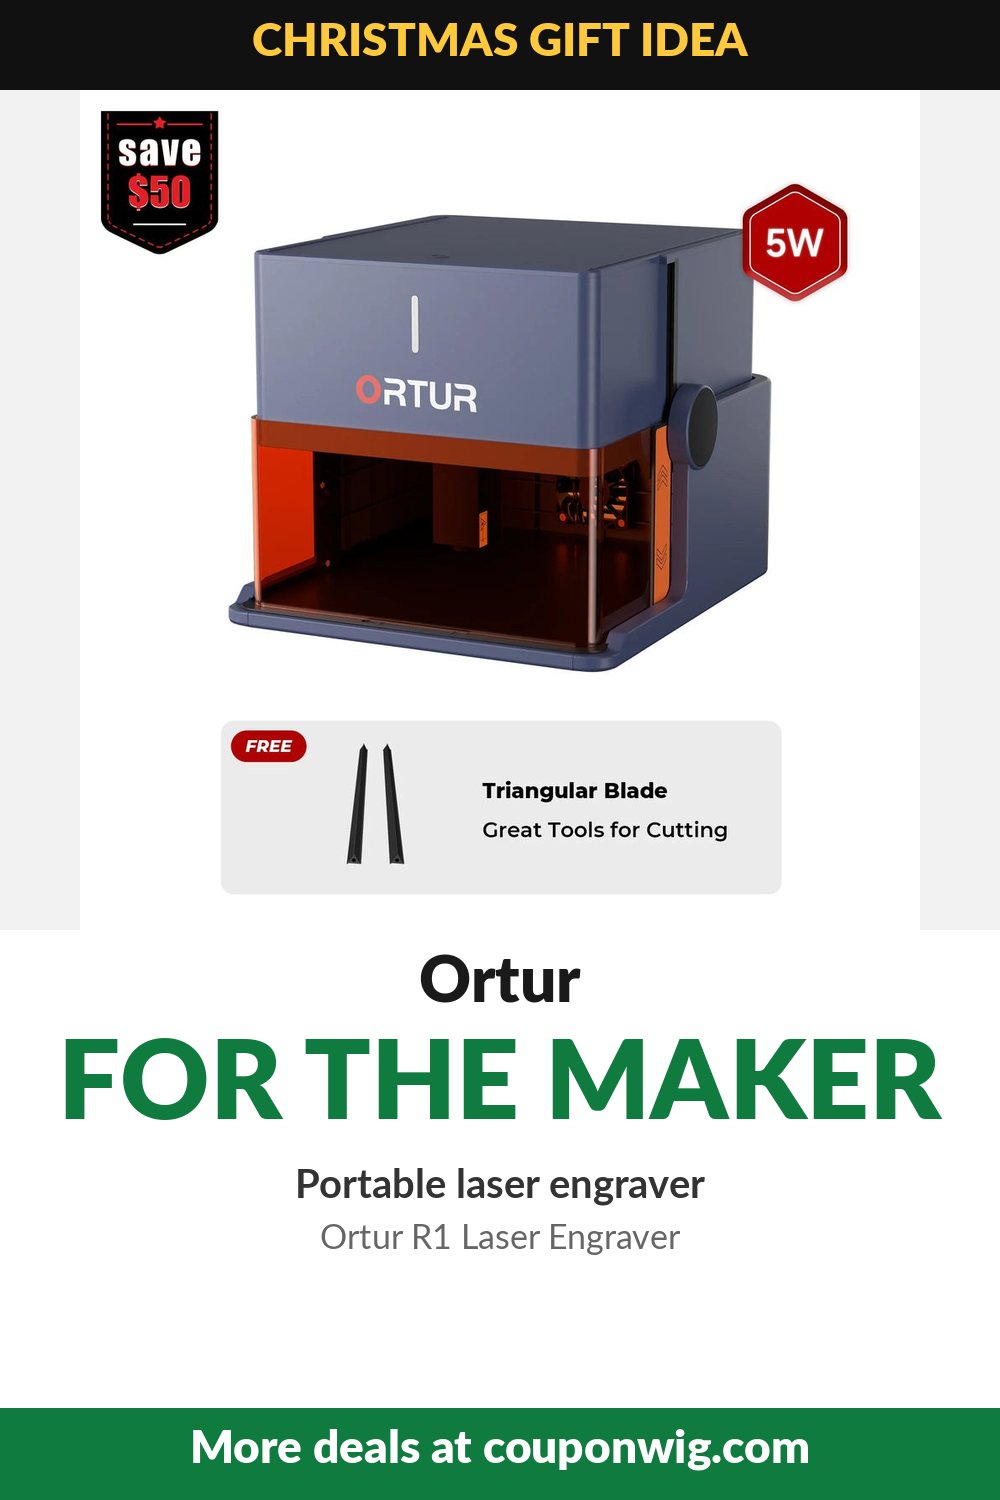 CHRISTMAS GIFT IDEA
save
$50
5W
ORTUR
FREE
Triangular Blade
Great Tools for Cutting
Ortur
FOR THE MAKER
Portable laser engraver
Ortur R1 Laser Engraver
More deals at couponwig.com